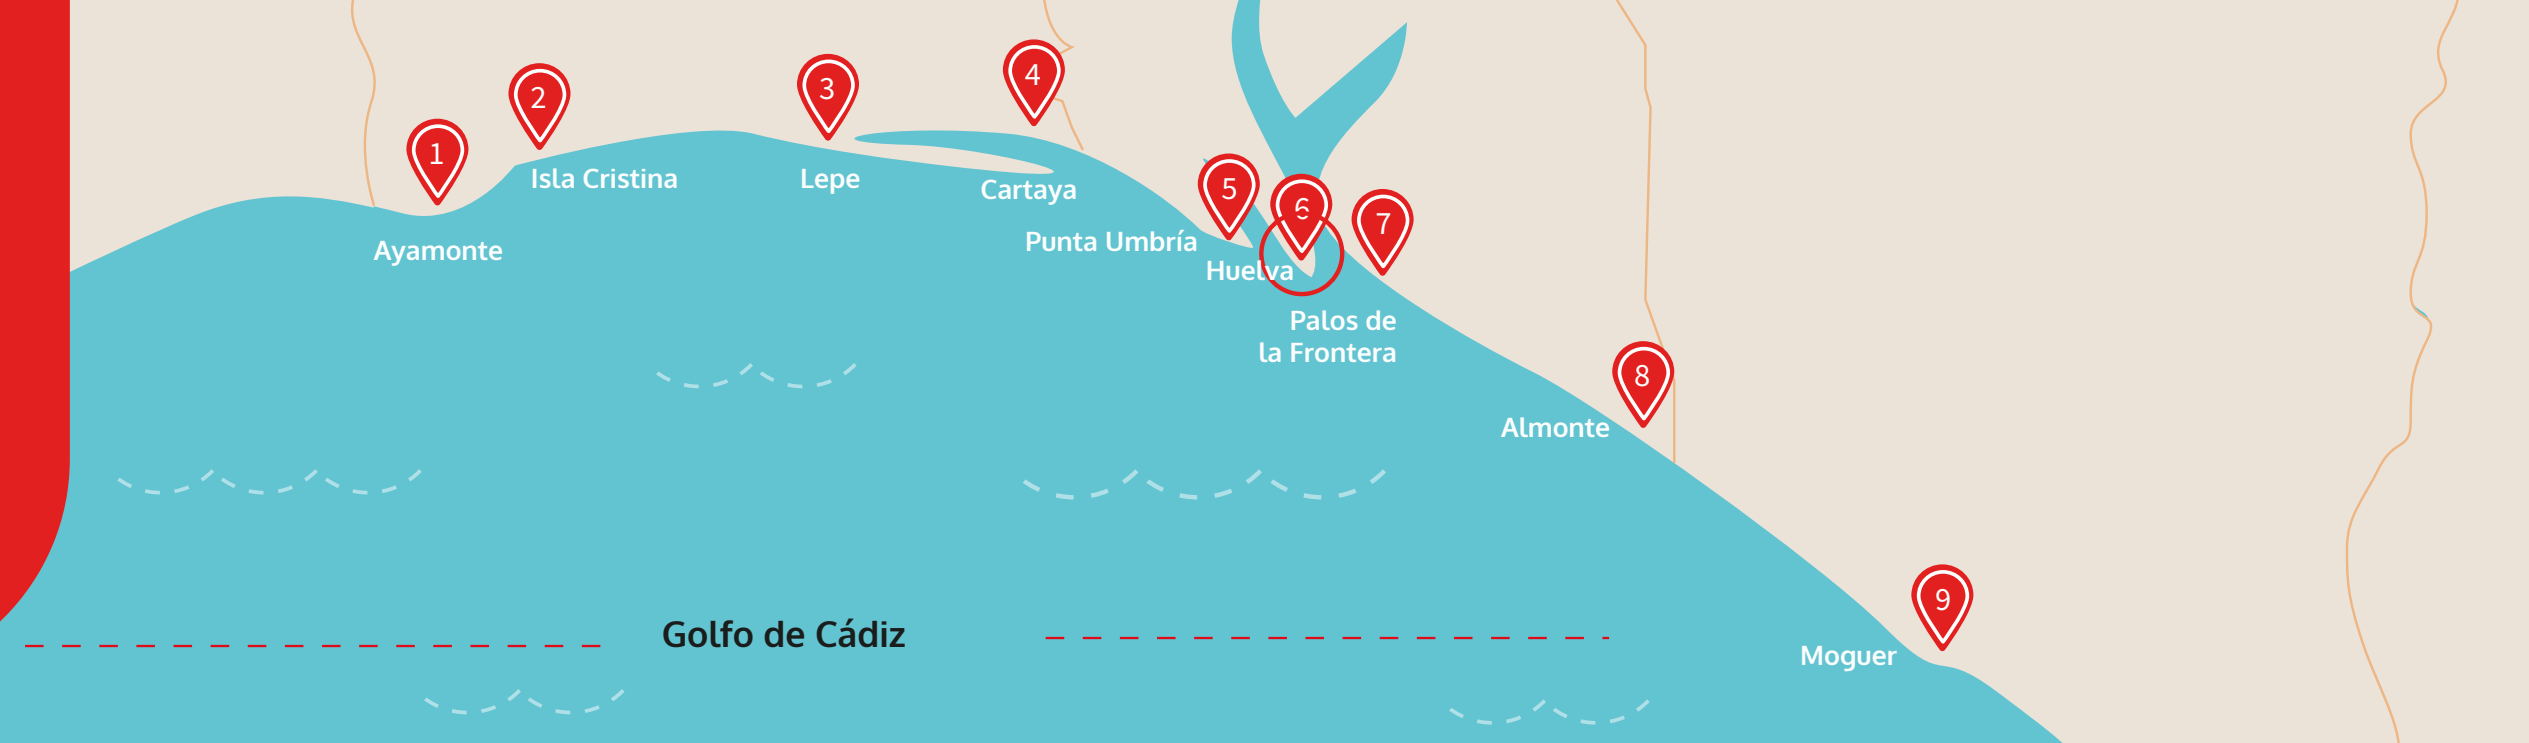 1
Ayamonte
2
Isla Cristina
3
Lepe
4
Cartaya
5
Punta Umbría
6
Huelva
7
Palos de
la Frontera
8
Almonte
9
Moguer
Golfo de Cádiz